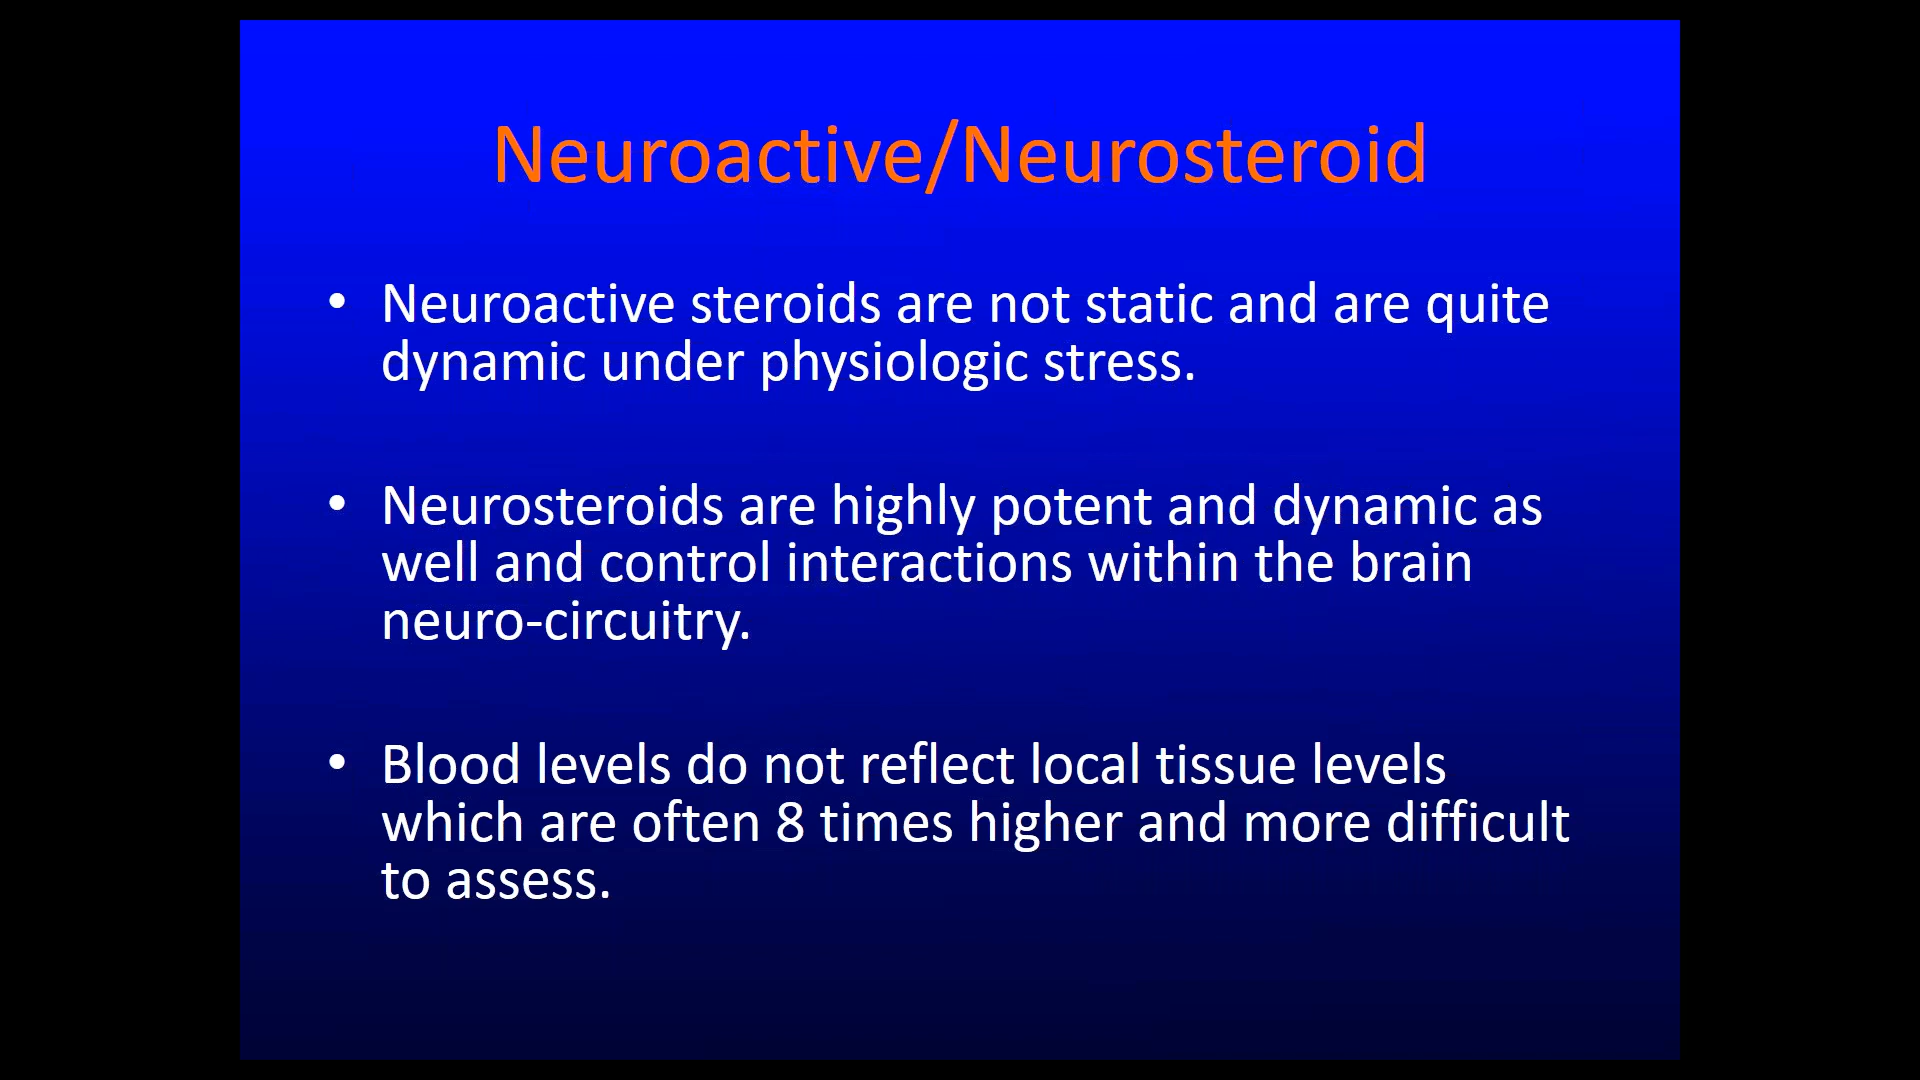 Neuroactive/Neurosteroid
• Neuroactive steroids are not static and are quite
dynamic under physiologic stress.
• Neurosteroids are highly potent and dynamic as
well and control interactions within the brain
neuro-circuitry.
• Blood levels do not reflect local tissue levels
which are often 8 times higher and more difficult
to assess.